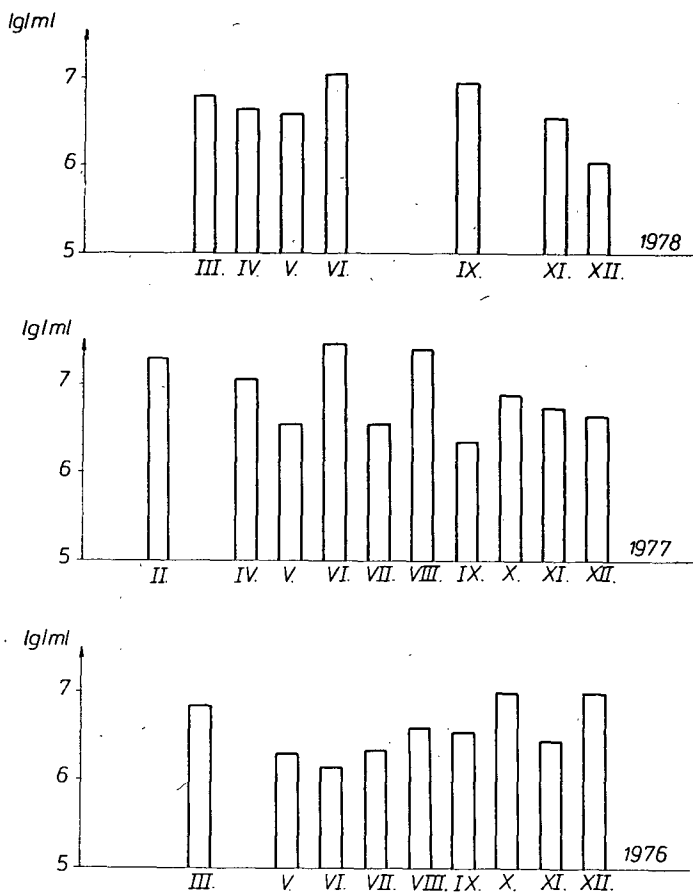 lg/ml
7
6
5
1978
III. IV. V. VI. IX. XI. XII.
lg/ml
7
6
5
1977
II. IV. V. VI. VII. VIII. IX. X. XI. XII.
lg/ml
7
6
5
1976
III. V. VI. VII. VIII. IX. X. XI. XII.